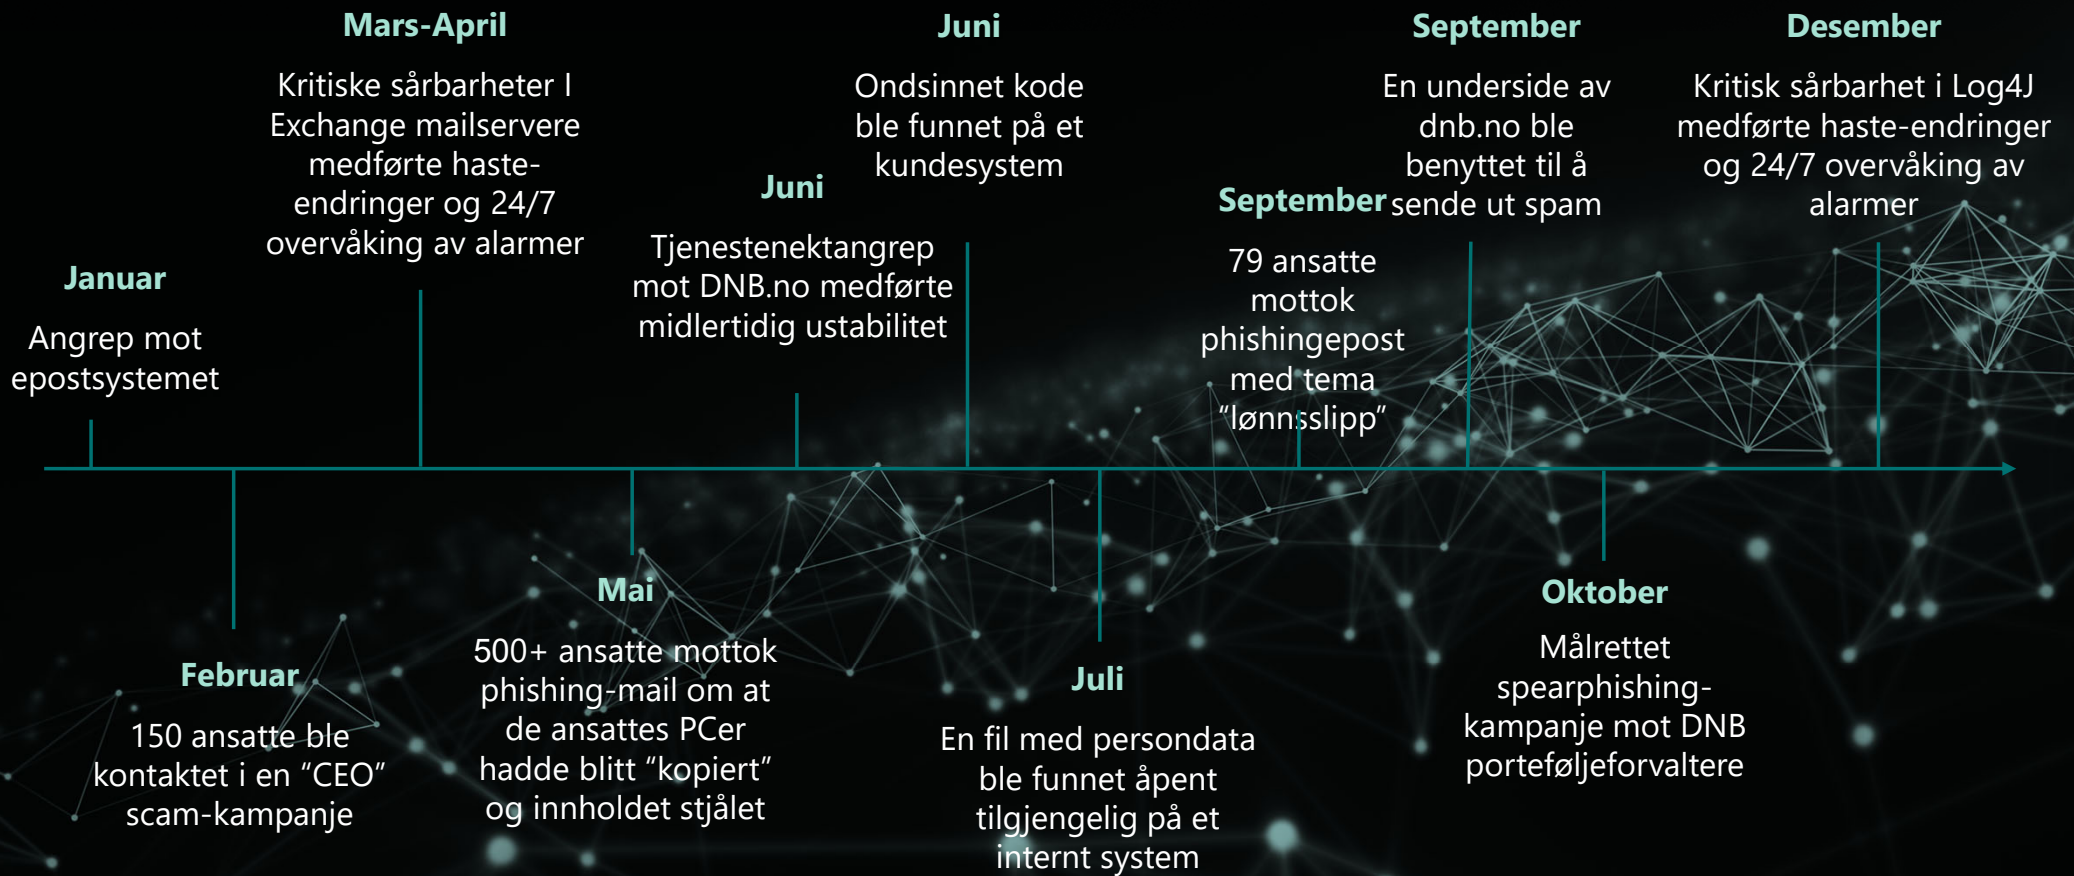 Januar
Angrep mot
epostsystemet
Februar
150 ansatte ble
kontaktet i en “CEO”
scam-kampanje
Mars-April
Kritiske sårbarheter I
Exchange mailservere
medførte haste-
endringer og 24/7
overvåking av alarmer
Mai
500+ ansatte mottok
phishing-mail om at
de ansattes PCer
hadde blitt “kopiert”
og innholdet stjålet
Juni
Tjenestenektangrep
mot DNB.no medførte
midlertidig ustabilitet
Juni
Ondsinnet kode
ble funnet på et
kundesystem
Juli
En fil med persondata
ble funnet åpent
tilgjengelig på et
internt system
September
79 ansatte
mottok
phishingepost
med tema
“lønnsslipp”
September
En underside av
dnb.no ble
benyttet til å
sende ut spam
Oktober
Målrettet
spearphishing-
kampanje mot DNB
porteføljeforvaltere
Desember
Kritisk sårbarhet i Log4J
medførte haste-endringer
og 24/7 overvåking av
alarmer